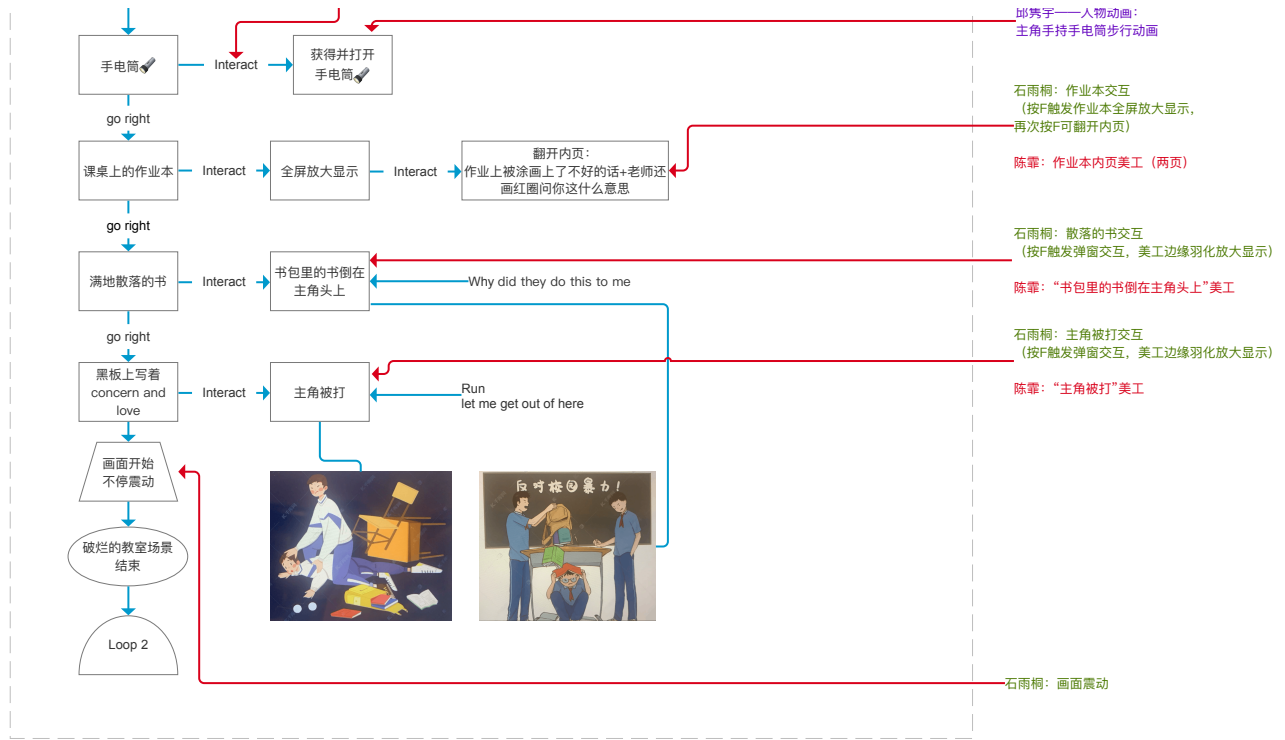 邱隽宇——人物动画：
主角手持手电筒步行动画
手电筒
Interact
获得并打开
手电筒
go right
石雨桐：作业本交互
（按F触发作业本全屏放大显示，
再次按F可翻开内页）
课桌上的作业本
Interact
全屏放大显示
Interact
翻开内页：
作业上被涂画上了不好的话+老师还
画红圈问你这什么意思
陈霏：作业本内页美工（两页）
go right
石雨桐：散落的书交互
（按F触发弹窗交互，美工边缘羽化放大显示）
满地散落的书
Interact
书包里的书倒在
主角头上
Why did they do this to me
陈霏：“书包里的书倒在主角头上”美工
go right
石雨桐：主角被打交互
（按F触发弹窗交互，美工边缘羽化放大显示）
黑板上写着
concern and
love
Interact
主角被打
Run
let me get out of here
陈霏：“主角被打”美工
画面开始
不停震动
破烂的教室场景
结束
Loop 2
石雨桐：画面震动